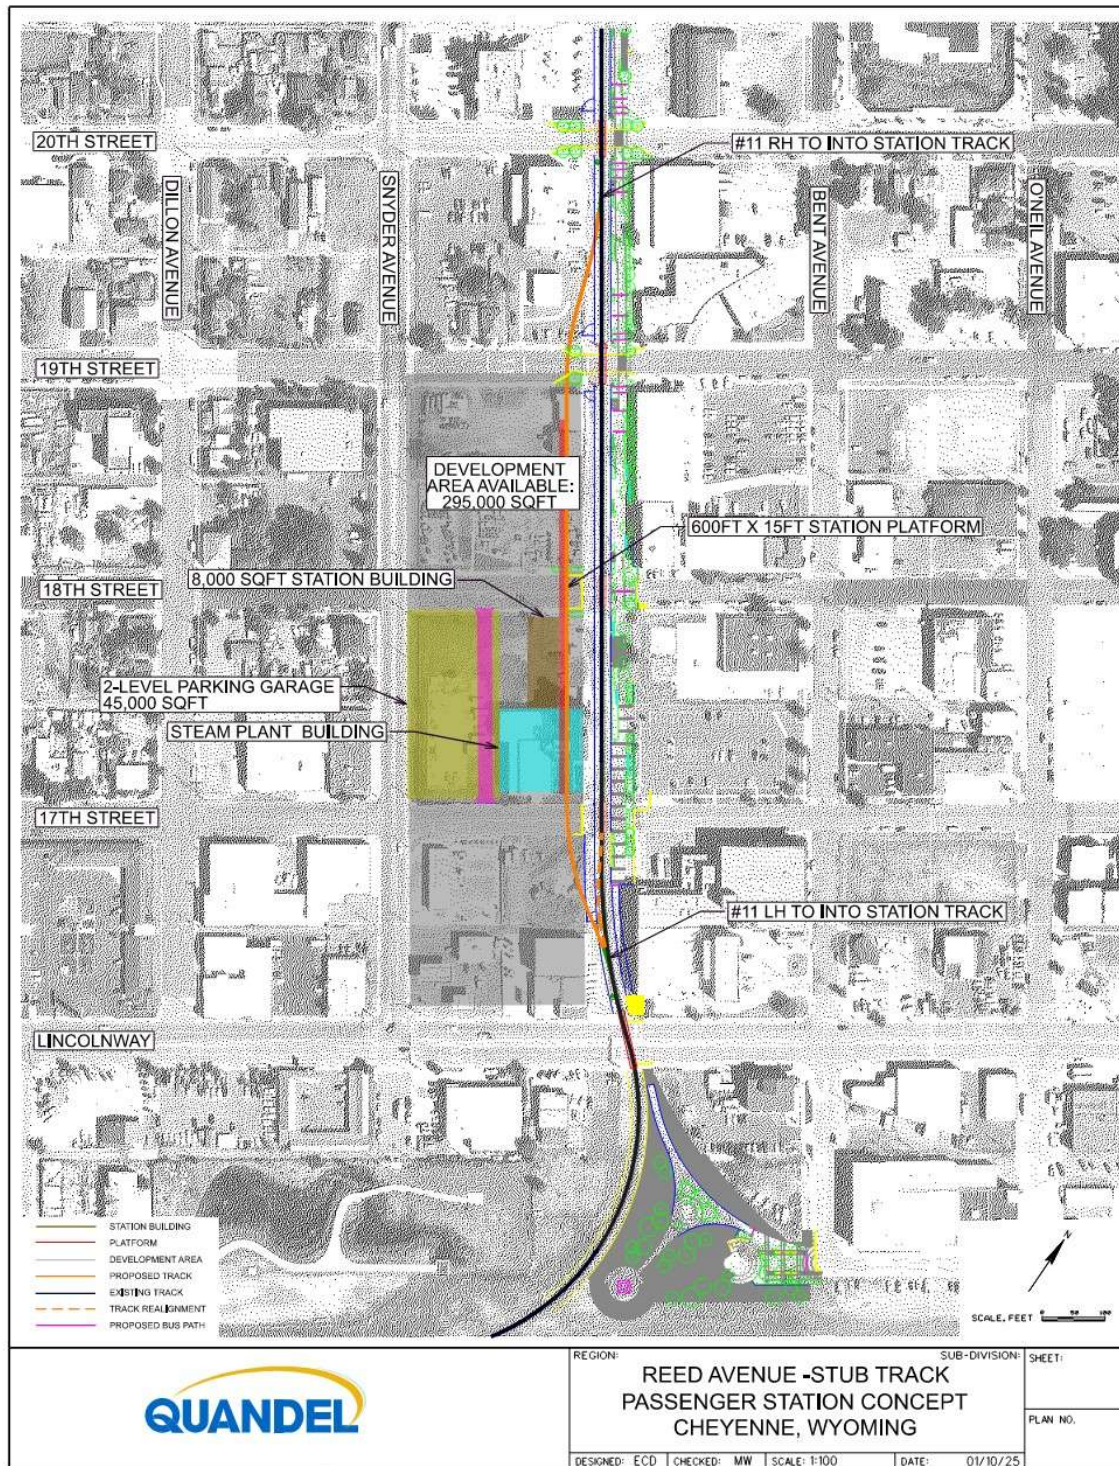 20TH STREET
#11 RH TO INTO STATION TRACK
DILLON AVENUE
SNYDER AVENUE
BENT AVENUE
O'NEIL AVENUE
19TH STREET
DEVELOPMENT
AREA AVAILABLE:
295,000 SQFT
600FT X 15FT STATION PLATFORM
8,000 SQFT STATION BUILDING
18TH STREET
2-LEVEL PARKING GARAGE
45,000 SQFT
STEAM PLANT BUILDING
17TH STREET
#11 LH TO INTO STATION TRACK
LINCOLNWAY
STATION BUILDING
PLATFORM
DEVELOPMENT AREA
PROPOSED TRACK
EXISTING TRACK
TRACK REALIGNMENT
PROPOSED BUS PATH
N
SCALE, FEET 0 50 100
QUANDEL
REGION: SUB-DIVISION:
REED AVENUE -STUB TRACK
PASSENGER STATION CONCEPT
CHEYENNE, WYOMING
SHEET:
PLAN NO.
DESIGNED: ECD CHECKED: MW SCALE: 1:100 DATE: 01/10/25